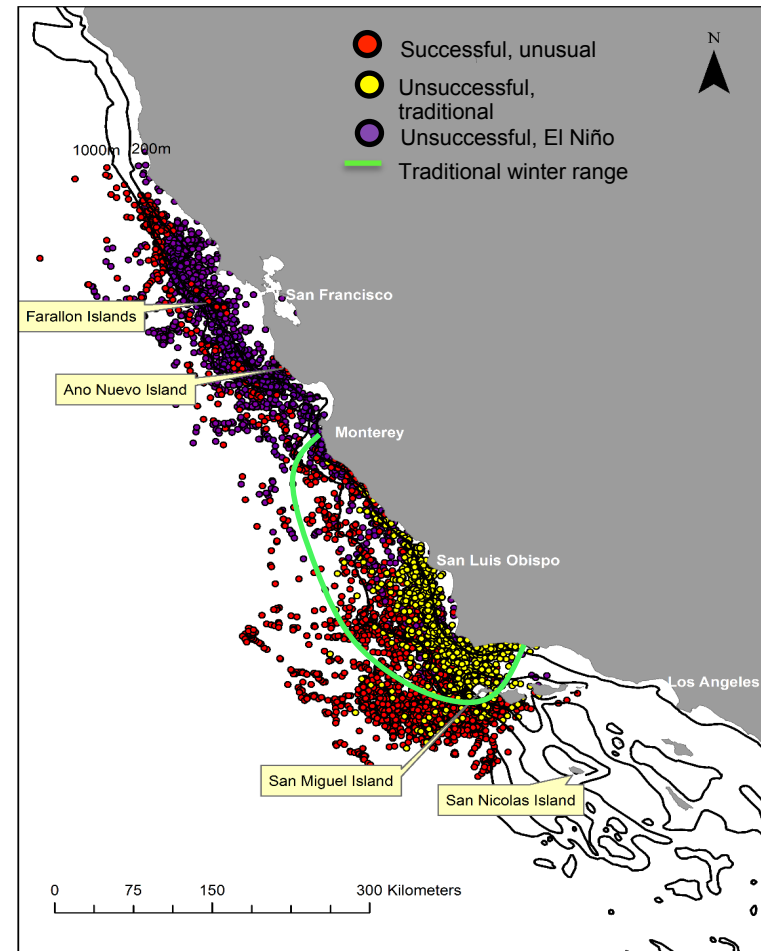 Successful, unusual
N
Unsuccessful,
traditional
Unsuccessful, El Niño
Traditional winter range
1000m 200m
San Francisco
Farallon Islands
Ano Nuevo Island
Monterey
San Luis Obispo
Los Angeles
San Miguel Island
San Nicolas Island
0 75 150 300 Kilometers